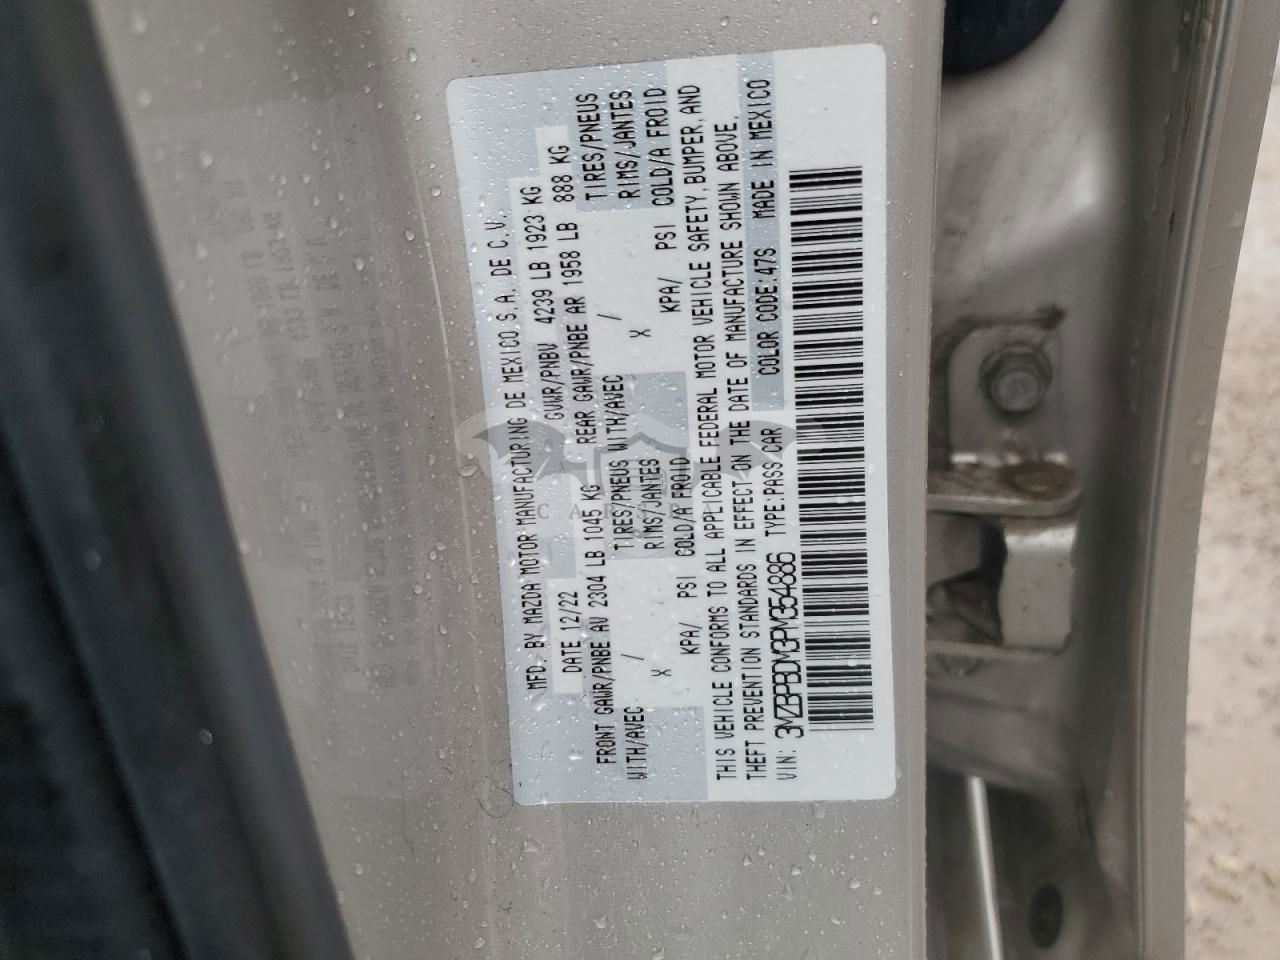 MFD. BY MAZDA MOTOR MANUFACTURING DE MEXICO S.A. DE C.V.
DATE 12/22 GVWR/PNBV 4239 LB 1923 KG
FRONT GAWR/PNBE AV 2304 LB 1045 KG REAR GAWR/PNBE AR 1958 LB 888 KG
WITH/AVEC / TIRES/PNEUS WITH/AVEC / TIRES/PNEUS
X RIMS/JANTES X RIMS/JANTES
KPA/ PSI COLD/A FROID KPA/ PSI COLD/A FROID
THIS VEHICLE CONFORMS TO ALL APPLICABLE FEDERAL MOTOR VEHICLE SAFETY, BUMPER, AND
THEFT PREVENTION STANDARDS IN EFFECT ON THE DATE OF MANUFACTURE SHOWN ABOVE.
VIN: 3MZBPBDM3PM354886 TYPE:PASS CAR COLOR CODE:47S MADE IN MEXICO